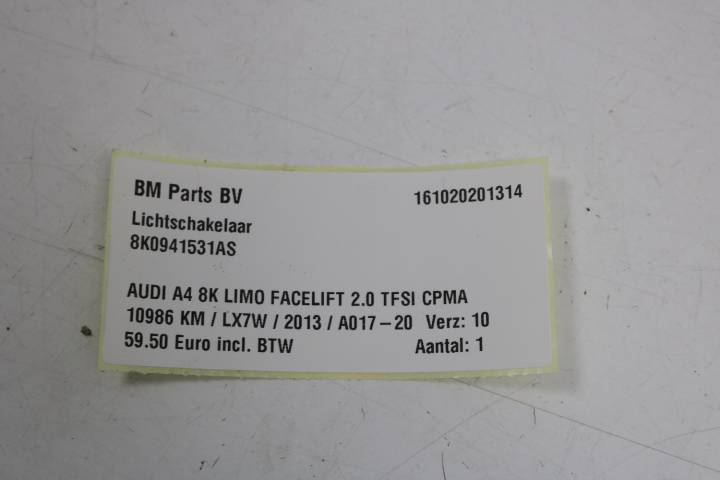 BM Parts BV 161020201314
Lichtschakelaar
8K0941531AS
AUDI A4 8K LIMO FACELIFT 2.0 TFSI CPMA
10986 KM / LX7W / 2013 / A017-20 Verz: 10
59.50 Euro incl. BTW Aantal: 1